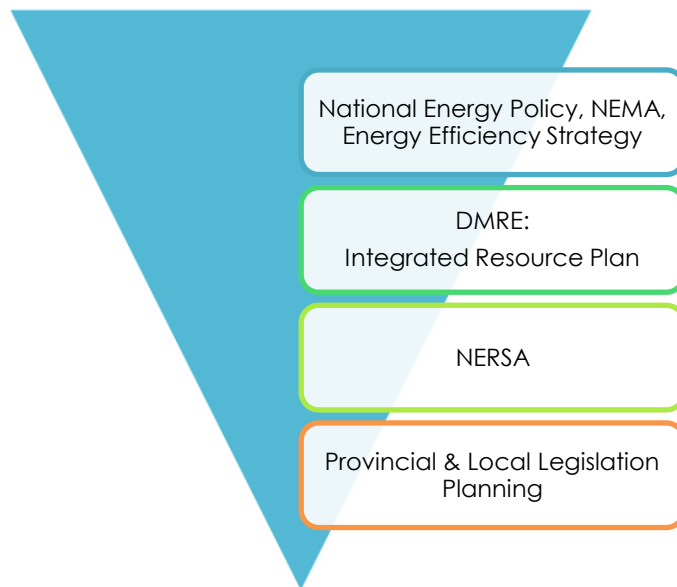 National Energy Policy, NEMA,
Energy Efficiency Strategy
DMRE:
Integrated Resource Plan
NERSA
Provincial & Local Legislation
Planning